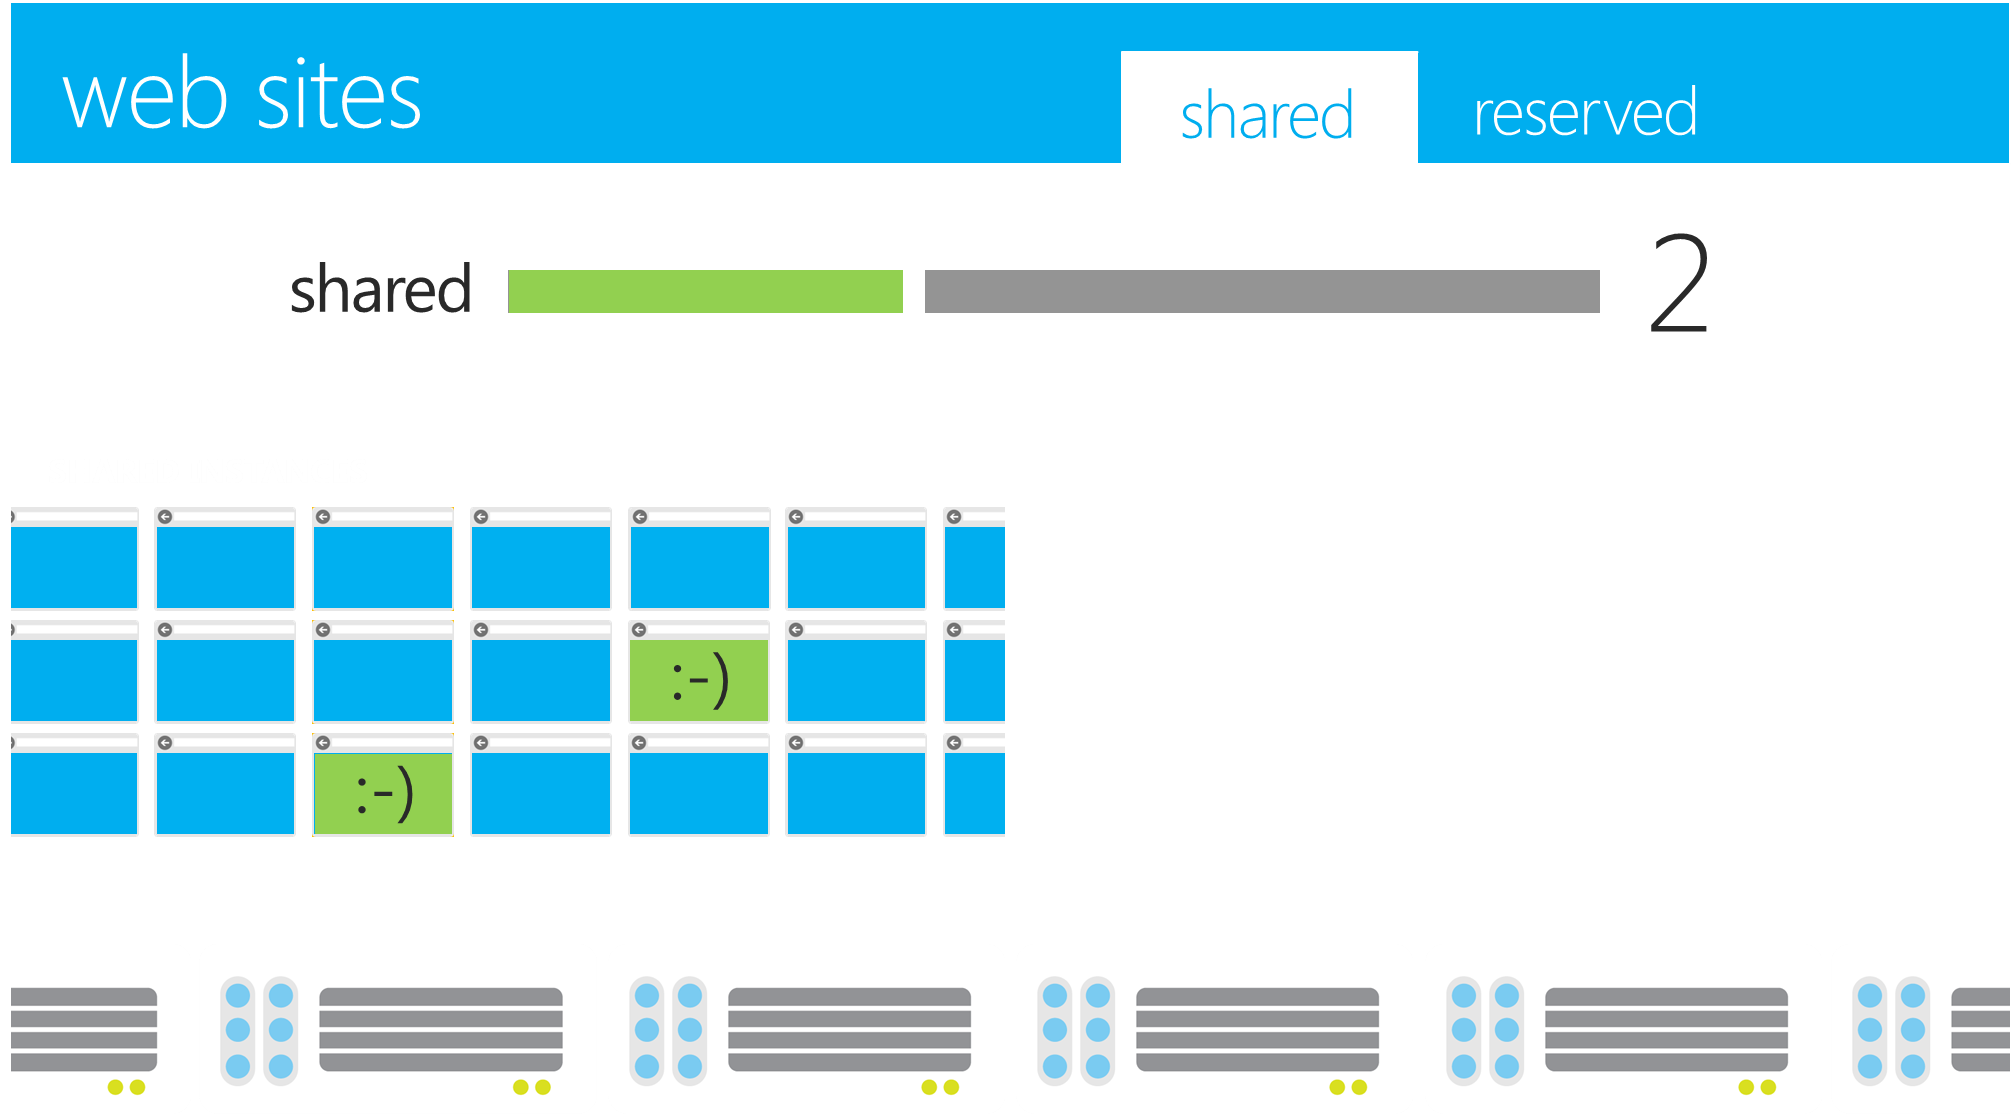 web sites
shared
reserved
shared
2
:-)
:-)